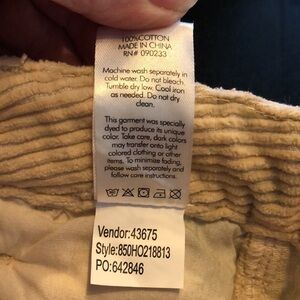 100%COTTON
MADE IN CHINA
RN# 090233
Machine wash separately in
cold water. Do not bleach.
Tumble dry low. Cool iron
as needed. Do not dry
clean.
This garment was specially
dyed to produce its unique
color. Take care, dark colors
may transfer onto light
colored clothing or other
items. To minimize fading,
please wash separately and
follow care instructions.
Vendor:43675
Style:850HO218813
PO:642846